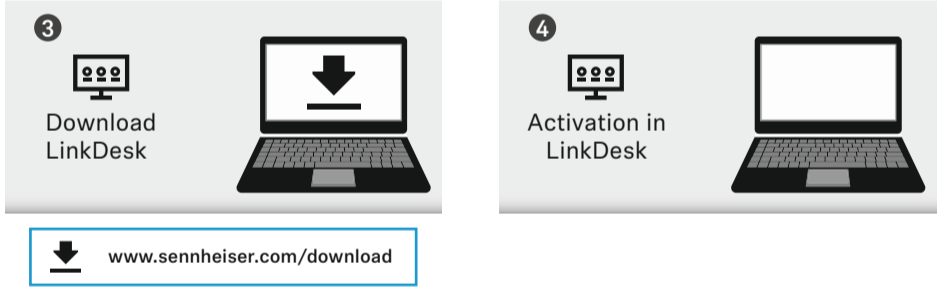 3
Download
LinkDesk
www.sennheiser.com/download
4
Activation in
LinkDesk